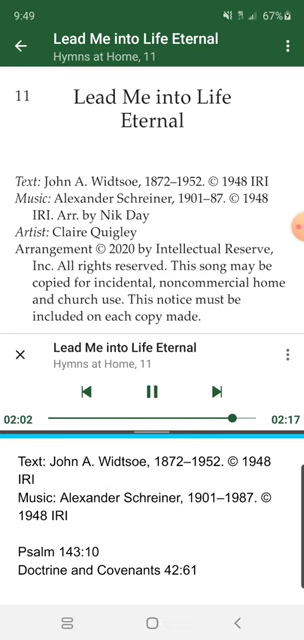 9:49
67%
Lead Me into Life Eternal
Hymns at Home, 11
11
Lead Me into Life
Eternal
Text: John A. Widtsoe, 1872–1952. © 1948 IRI
Music: Alexander Schreiner, 1901–87. © 1948
IRI. Arr. by Nik Day
Artist: Claire Quigley
Arrangement © 2020 by Intellectual Reserve,
Inc. All rights reserved. This song may be
copied for incidental, noncommercial home
and church use. This notice must be
included on each copy made.
Lead Me into Life Eternal
Hymns at Home, 11
02:02
02:17
Text: John A. Widtsoe, 1872–1952. © 1948
IRI
Music: Alexander Schreiner, 1901–1987. ©
1948 IRI
Psalm 143:10
Doctrine and Covenants 42:61